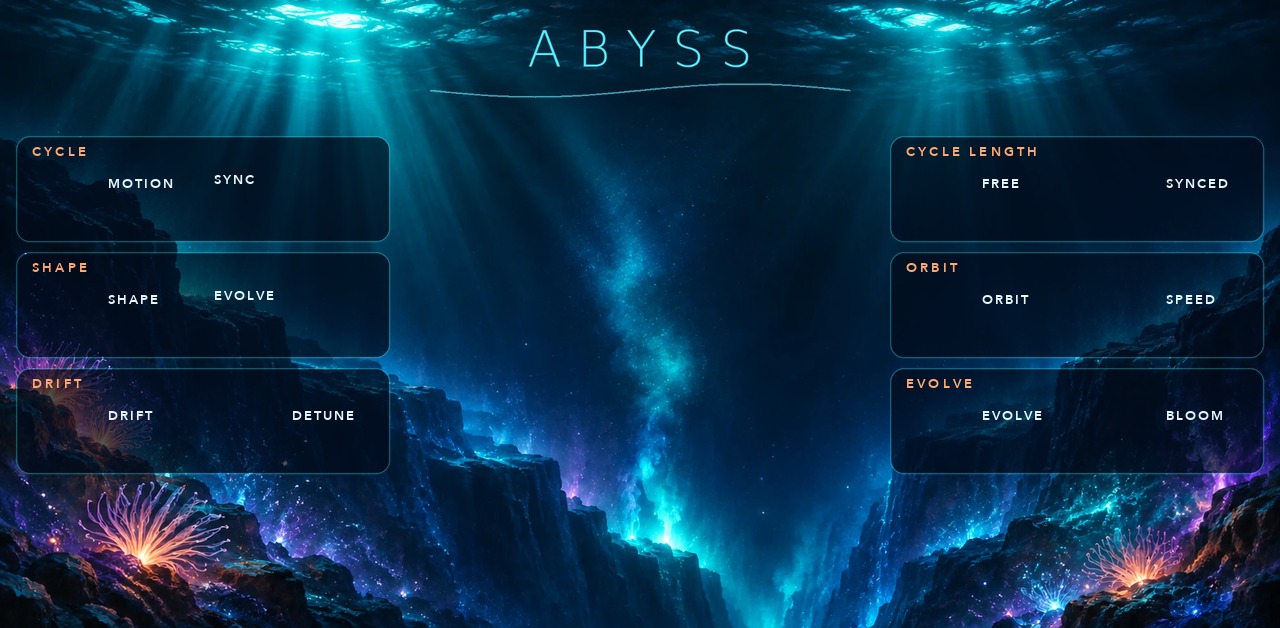 ABYSS
CYCLE
MOTION SYNC
SHAPE
SHAPE EVOLVE
DRIFT
DRIFT DETUNE
CYCLE LENGTH
FREE SYNCED
ORBIT
ORBIT SPEED
EVOLVE
EVOLVE BLOOM